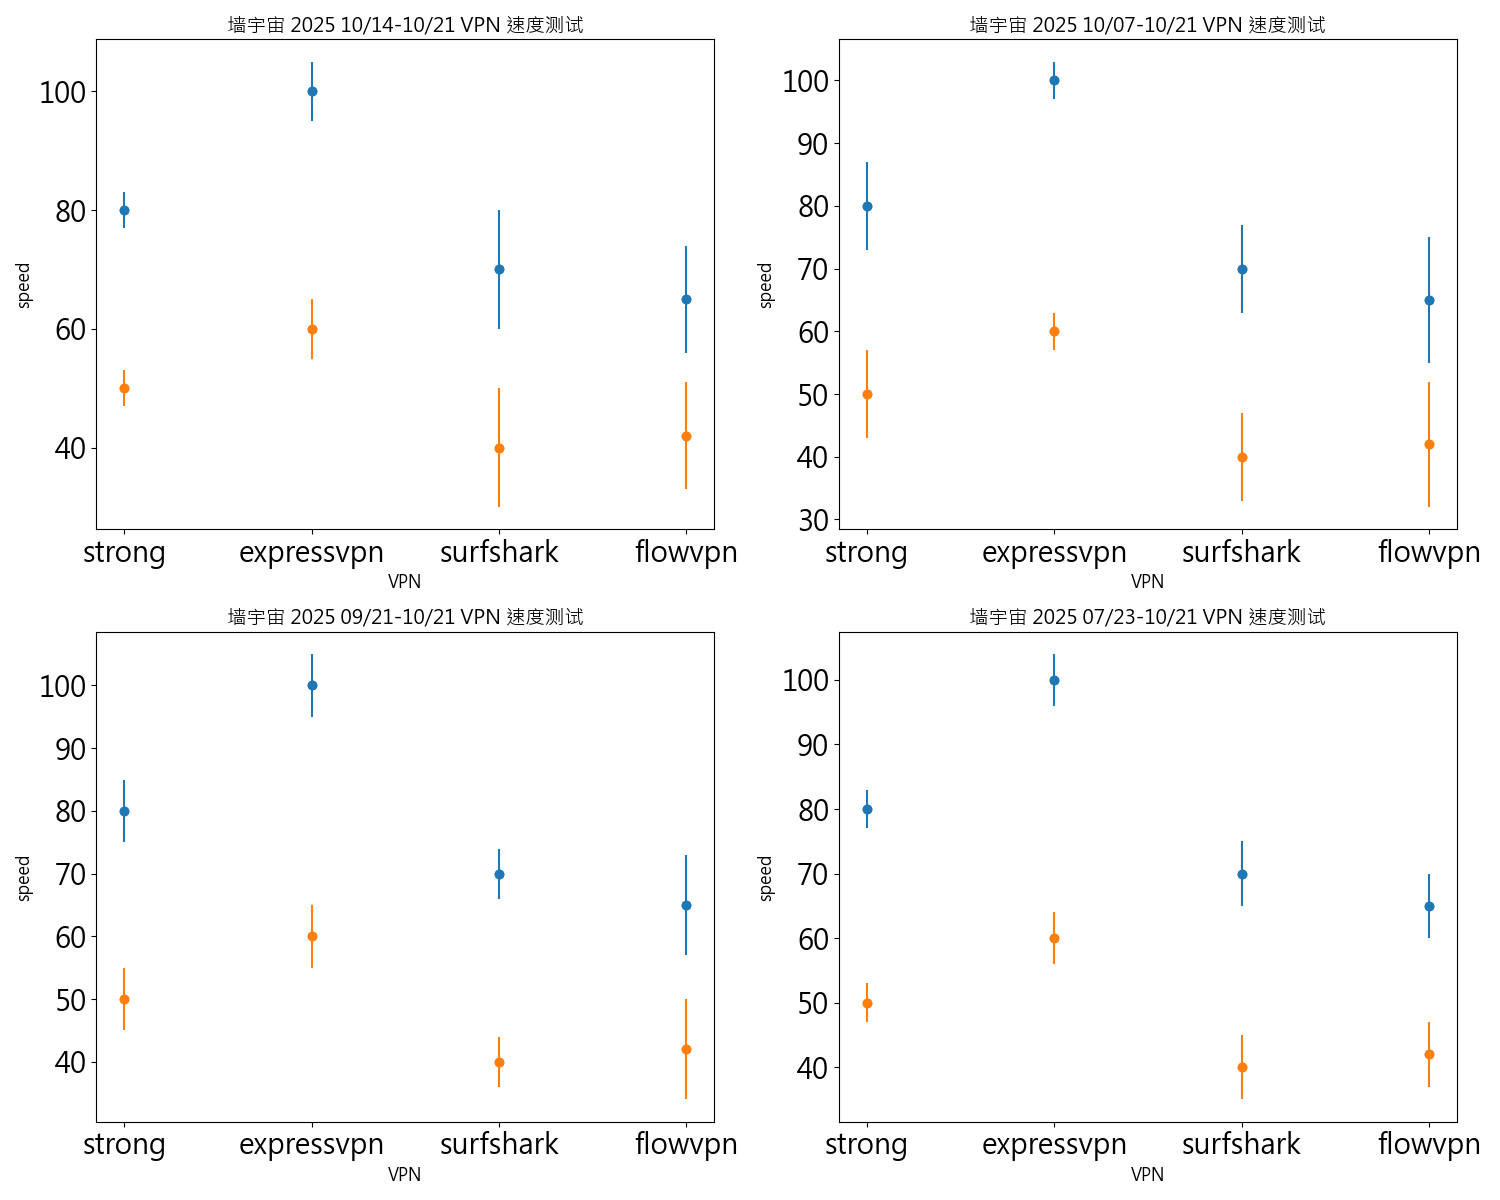 墙宇宙 2025 10/14-10/21 VPN 速度测试
100
80
60
40
speed
strong expressvpn surfshark flowvpn
VPN
墙宇宙 2025 10/07-10/21 VPN 速度测试
100
90
80
70
60
50
40
30
speed
strong expressvpn surfshark flowvpn
VPN
墙宇宙 2025 09/21-10/21 VPN 速度测试
100
90
80
70
60
50
40
speed
strong expressvpn surfshark flowvpn
VPN
墙宇宙 2025 07/23-10/21 VPN 速度测试
100
90
80
70
60
50
40
speed
strong expressvpn surfshark flowvpn
VPN